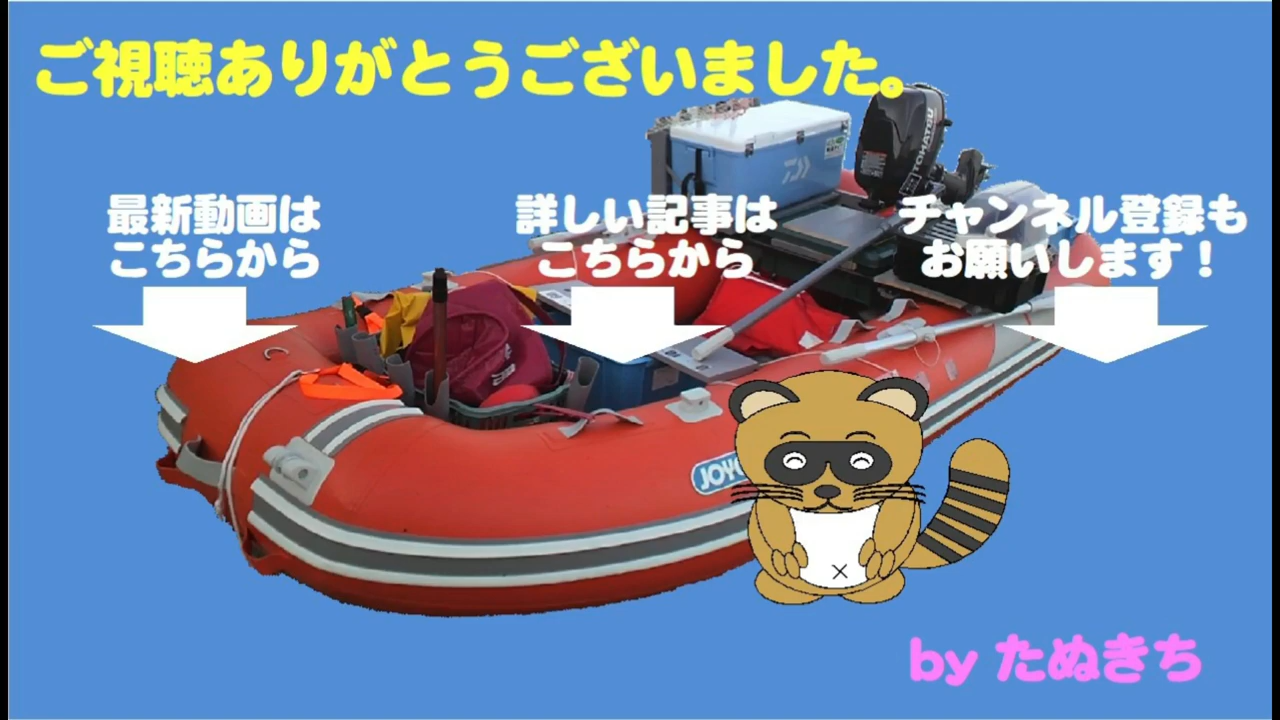 ご視聴ありがとうございました。
最新動画は
こちらから
詳しい記事は
こちらから
チャンネル登録も
お願いします！
TOHATSU
by たぬきち